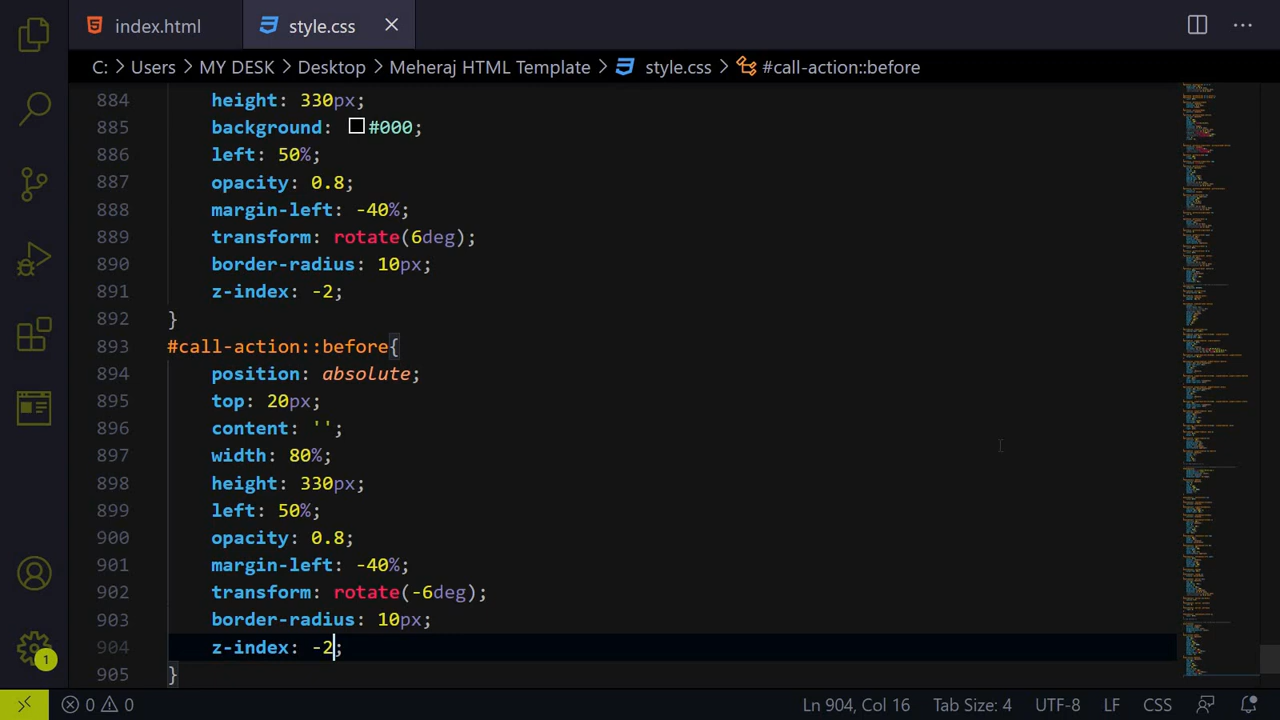 index.html
style.css
C: > Users > MY DESK > Desktop > Meheraj HTML Template > style.css > #call-action::before
884 height: 330px;
885 background: #000;
886 left: 50%;
887 opacity: 0.8;
888 margin-left: -40%;
889 transform: rotate(6deg);
890 border-radius: 10px;
891 z-index: -2;
892 }
893 #call-action::before{
894 position: absolute;
895 top: 20px;
896 content: '';
897 width: 80%;
898 height: 330px;
899 left: 50%;
900 opacity: 0.8;
901 margin-left: -40%;
902 transform: rotate(-6deg);
903 border-radius: 10px;
904 z-index: -2;
905 }
1
0 0 Ln 904, Col 16 Tab Size: 4 UTF-8 LF CSS